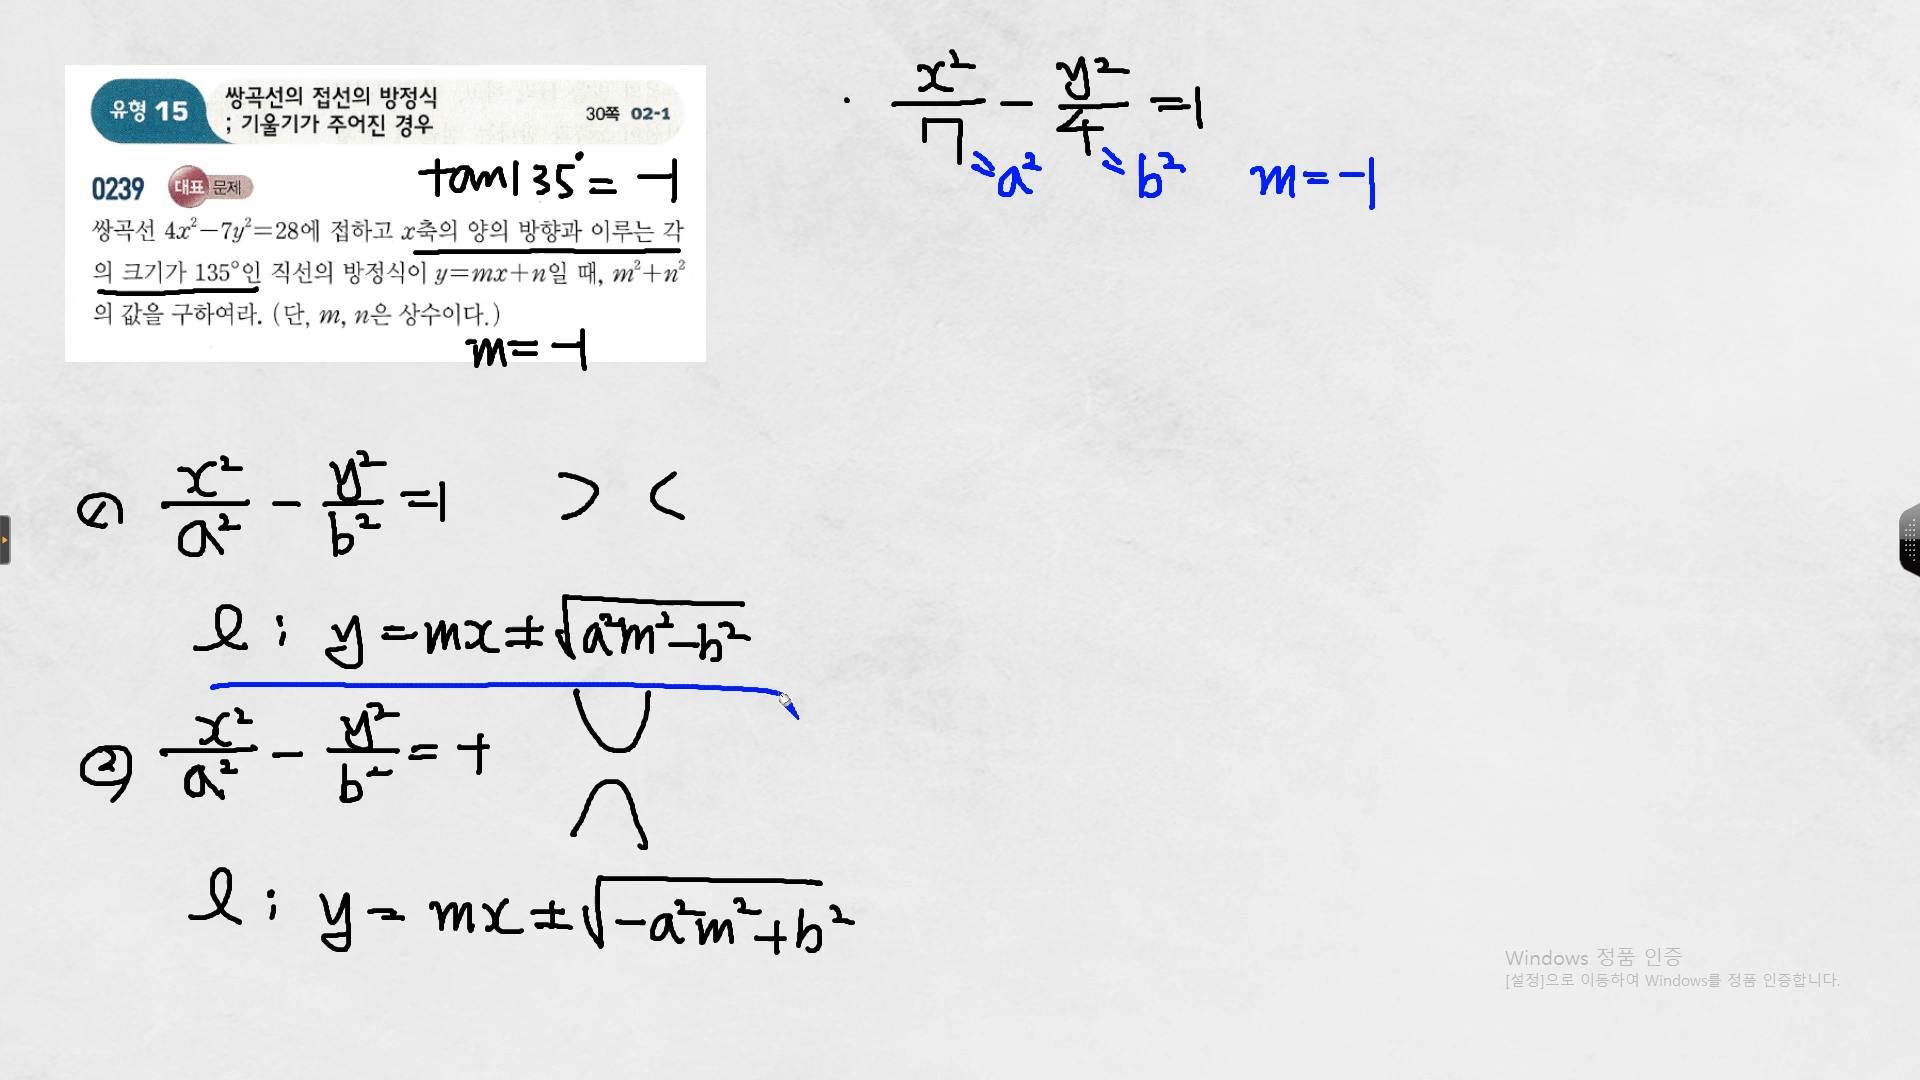 유형 15 쌍곡선의 접선의 방정식
; 기울기가 주어진 경우 30쪽 02-1
0239 대표 문제
tan135°=-1
쌍곡선 4x²-7y²=28에 접하고 x축의 양의 방향과 이루는 각
의 크기가 135°인 직선의 방정식이 y=mx+n일 때, m²+n²
의 값을 구하여라. (단, m, n은 상수이다.)
m=-1
① x²/a² - y²/b² =1
l ; y=mx±√(a²m²-b²)
② x²/a² - y²/b² = -1
l ; y= mx±√(-a²m²+b²)
· x²/7 - y²/4 =1
=a² =b² m=-1
Windows 정품 인증
[설정]으로 이동하여 Windows를 정품 인증합니다.